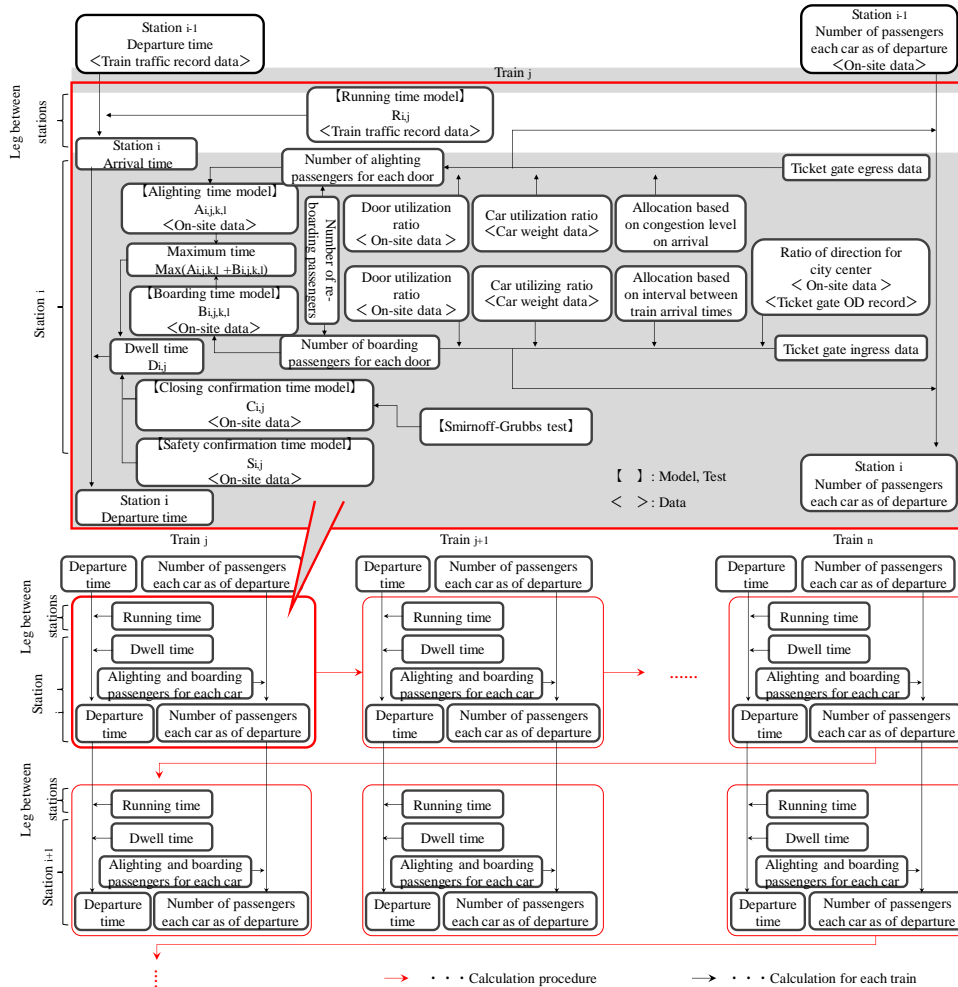 Station i-1
Departure time
<Train traffic record data>
Station i-1
Number of passengers
each car as of departure
<On-site data>
Train j
Leg between
stations
【Running time model】
Ri,j
<Train traffic record data>
Station i
Arrival time
Number of alighting
passengers for each door
Ticket gate egress data
【Alighting time model】
Ai,j,k,l
<On-site data>
Number of re-
boarding passengers
Door utilization
ratio
< On-site data >
Car utilization ratio
<Car weight data>
Allocation based
on congestion level
on arrival
Maximum time
Max(Ai,j,k,l +Bi,j,k,l)
Ratio of direction for
city center
< On-site data >
<Ticket gate OD record>
Station i
【Boarding time model】
Bi,j,k,l
<On-site data>
Door utilization
ratio
< On-site data >
Car utilizing ratio
<Car weight data>
Allocation based
on interval between
train arrival times
Dwell time
Di,j
Number of boarding
passengers for each door
Ticket gate ingress data
【Closing confirmation time model】
Ci,j
<On-site data>
【Smirnoff-Grubbs test】
【Safety confirmation time model】
Si,j
<On-site data>
【 】: Model, Test
< >: Data
Station i
Number of passengers
each car as of departure
Station i
Departure time
Train j
Train j+1
Train n
Departure
time
Number of passengers
each car as of departure
Departure
time
Number of passengers
each car as of departure
Departure
time
Number of passengers
each car as of departure
Leg between
stations
Station i
Running time
Dwell time
Alighting and boarding
passengers for each car
Departure
time
Number of passengers
each car as of departure
Running time
Dwell time
Alighting and boarding
passengers for each car
Departure
time
Number of passengers
each car as of departure
......
Running time
Dwell time
Alighting and boarding
passengers for each car
Departure
time
Number of passengers
each car as of departure
Leg between
stations
Station i+1
Running time
Dwell time
Alighting and boarding
passengers for each car
Departure
time
Number of passengers
each car as of departure
Running time
Dwell time
Alighting and boarding
passengers for each car
Departure
time
Number of passengers
each car as of departure
Running time
Dwell time
Alighting and boarding
passengers for each car
Departure
time
Number of passengers
each car as of departure
・・・Calculation procedure
・・・Calculation for each train